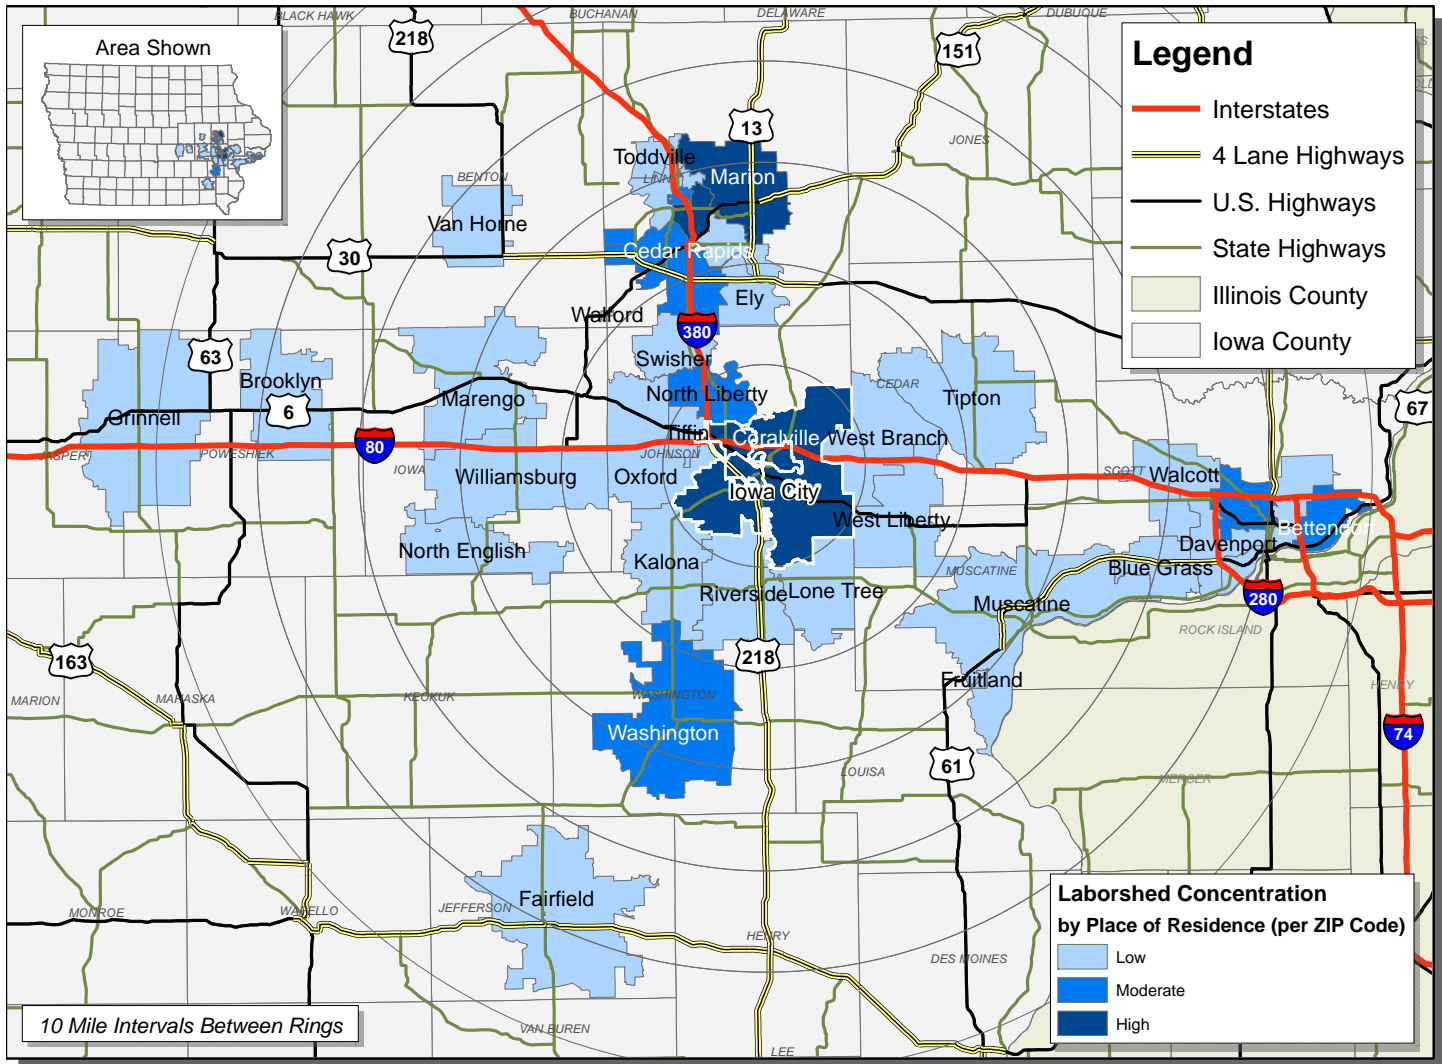 BLACK HAWK
BUCHANAN
DELAWARE
DUBUQUE
Area Shown
218
151
13
Legend
Interstates
4 Lane Highways
U.S. Highways
State Highways
Illinois County
Iowa County
JONES
Toddville
LINN
Marion
BENTON
Van Horne
Cedar Rapids
30
Ely
Walford
380
63
Swisher
Brooklyn
CEDAR
North Liberty
Marengo
Tipton
67
6
Grinnell
Tiffin
Coralville
West Branch
80
JASPER
POWESHIEK
IOWA
JOHNSON
SCOTT
Walcott
Williamsburg
Oxford
Iowa City
West Liberty
Bettendorf
North English
Davenport
Kalona
MUSCATINE
Blue Grass
Riverside
Lone Tree
Muscatine
280
ROCK ISLAND
163
218
Fruitland
HENRY
MARION
MAHASKA
KEOKUK
WASHINGTON
Washington
74
61
LOUISA
MERCER
Fairfield
MONROE
WAPELLO
JEFFERSON
HENRY
DES MOINES
Laborshed Concentration
by Place of Residence (per ZIP Code)
Low
Moderate
High
10 Mile Intervals Between Rings
VAN BUREN
LEE